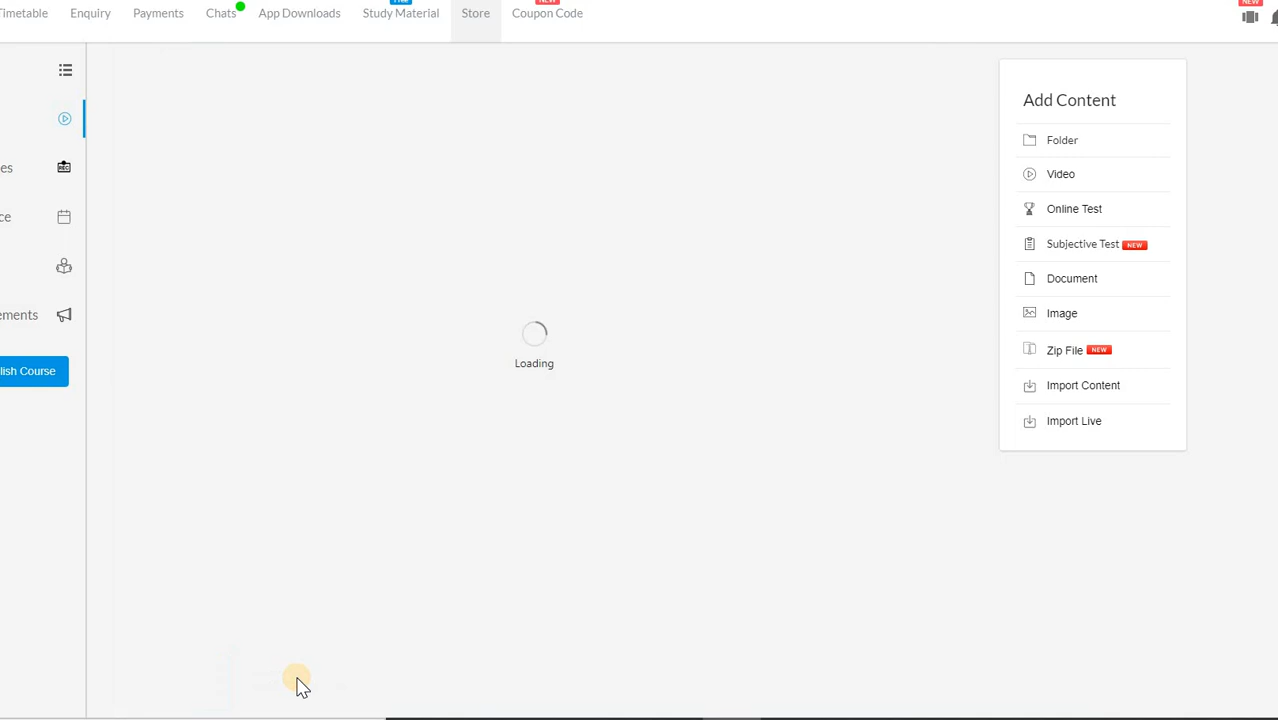 NEW
NEW
Timetable
Enquiry
Payments
Chats
App Downloads
Study Material
Store
Coupon Code
Add Content
Folder
Video
es
REC
ce
Online Test
Subjective Test NEW
Document
ements
Image
Zip File NEW
Loading
lish Course
Import Content
Import Live